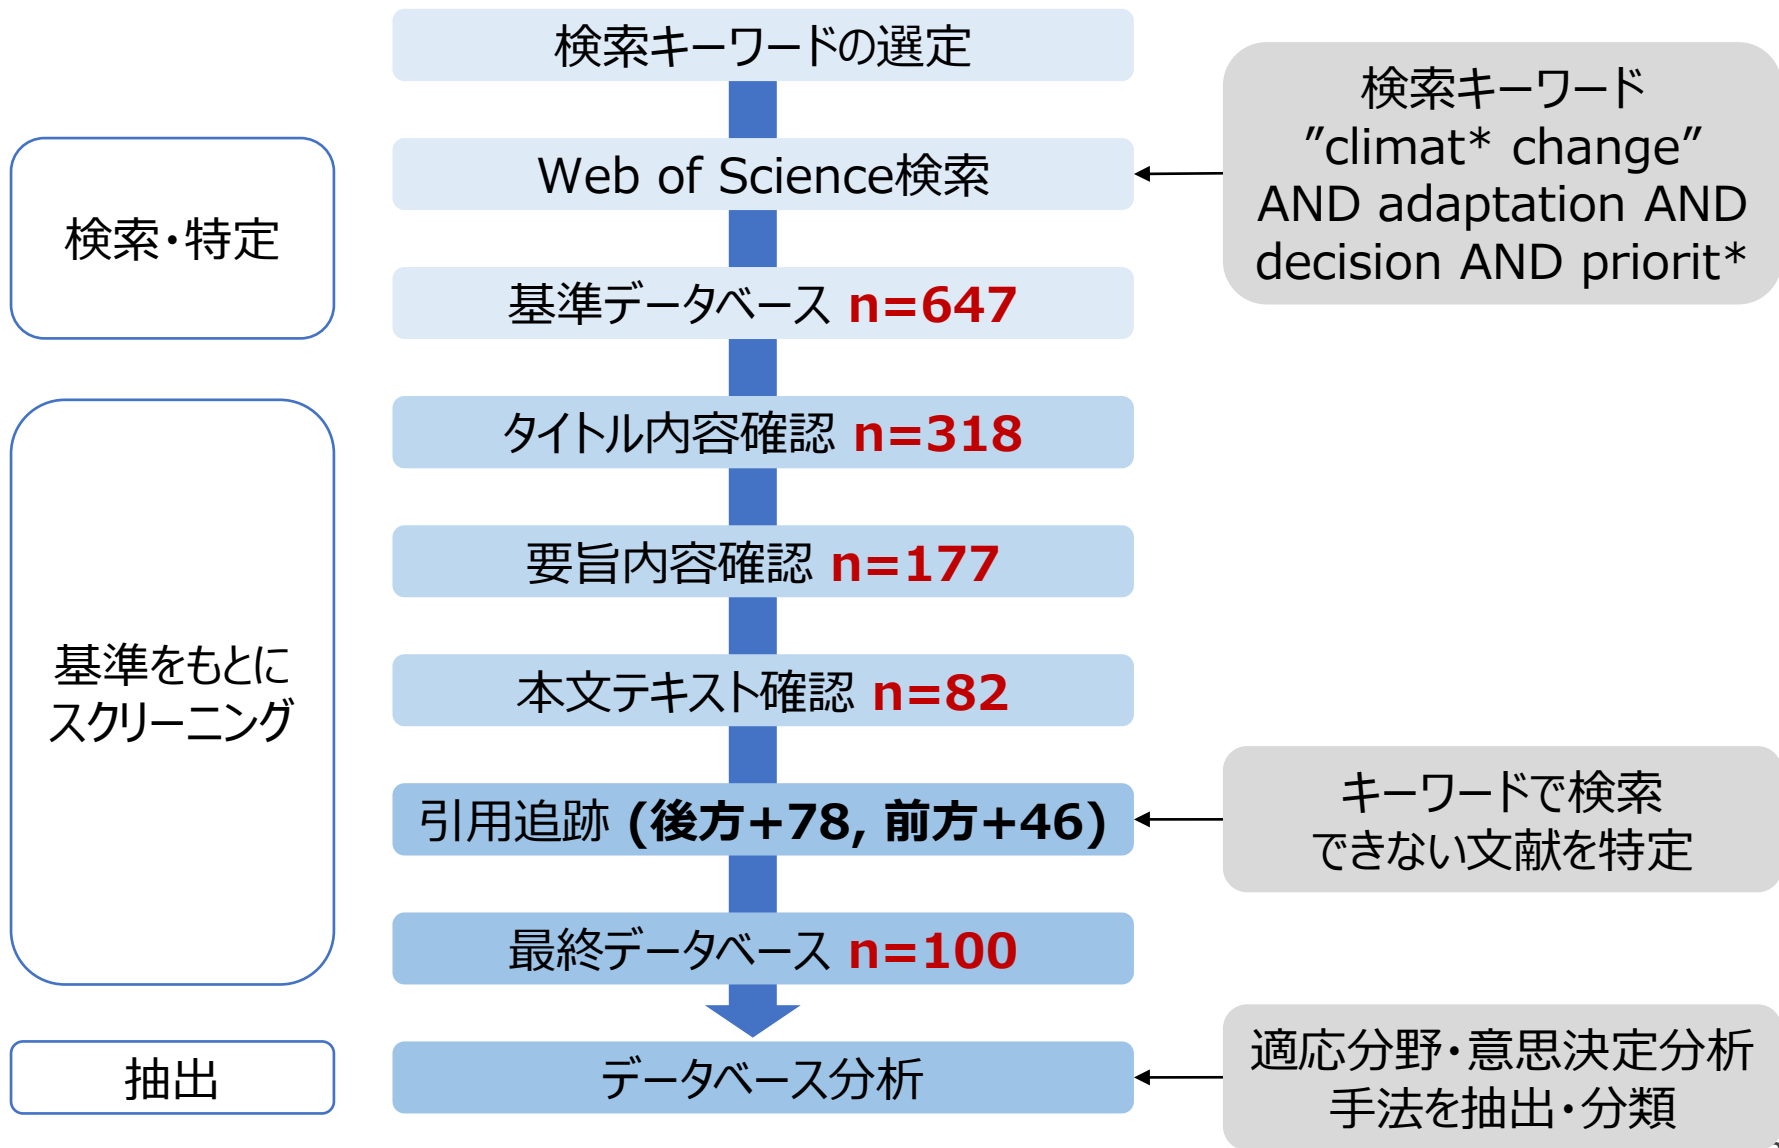 検索キーワードの選定
検索・特定
Web of Science検索
検索キーワード
”climat* change”
AND adaptation AND
decision AND priorit*
基準データベース n=647
基準をもとに
スクリーニング
タイトル内容確認 n=318
要旨内容確認 n=177
本文テキスト確認 n=82
引用追跡 (後方+78, 前方+46)
キーワードで検索
できない文献を特定
最終データベース n=100
抽出
データベース分析
適応分野・意思決定分析
手法を抽出・分類